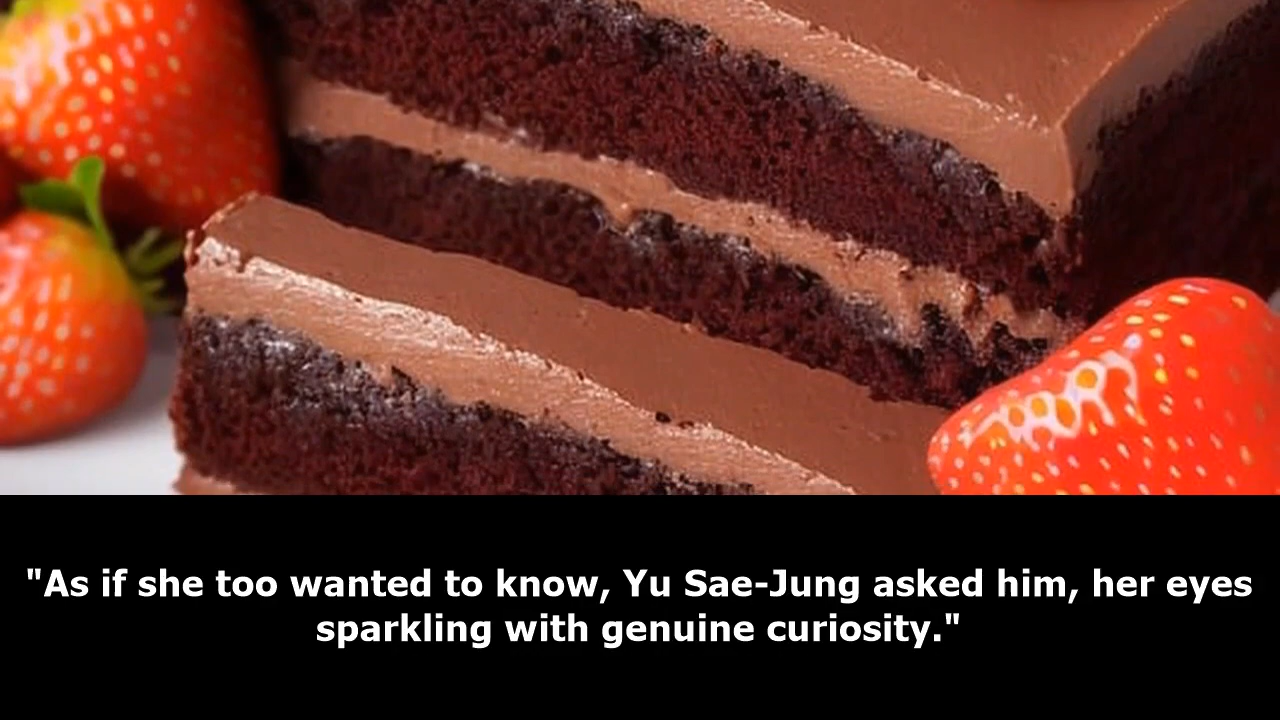 "As if she too wanted to know, Yu Sae-Jung asked him, her eyes
sparkling with genuine curiosity."